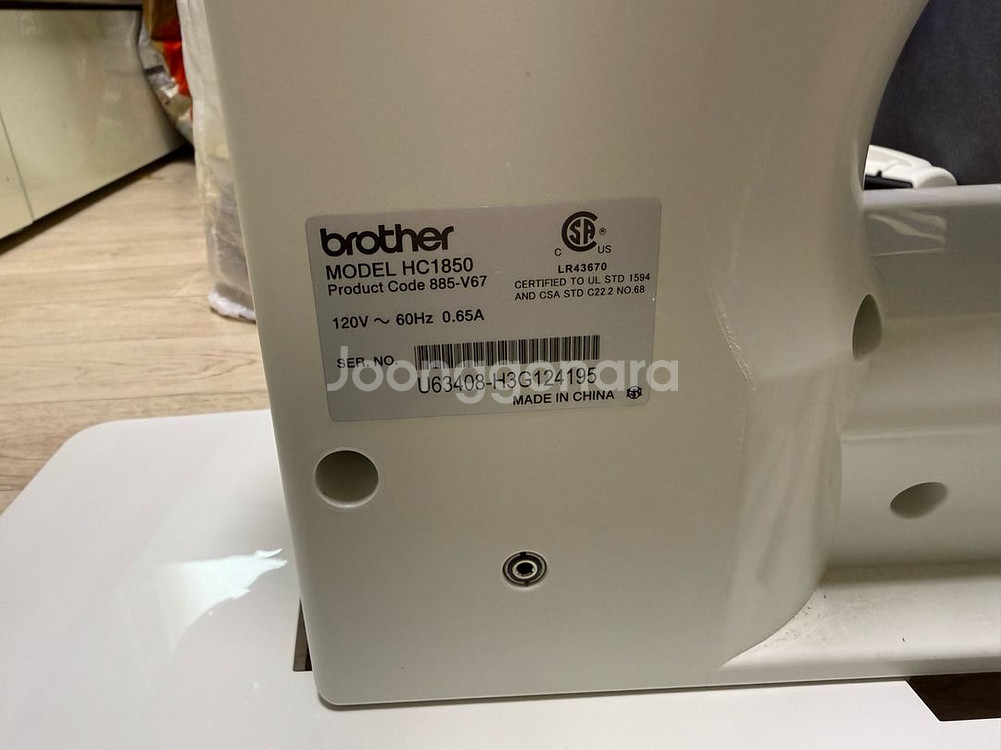 brother
MODEL HC1850
Product Code 885-V67
120V ~ 60Hz 0.65A
C SA ® US
LR43670
CERTIFIED TO UL STD 1594
AND CSA STD C22.2 NO.68
SER. NO.
U63408-H3G124195
MADE IN CHINA
Joonggonara